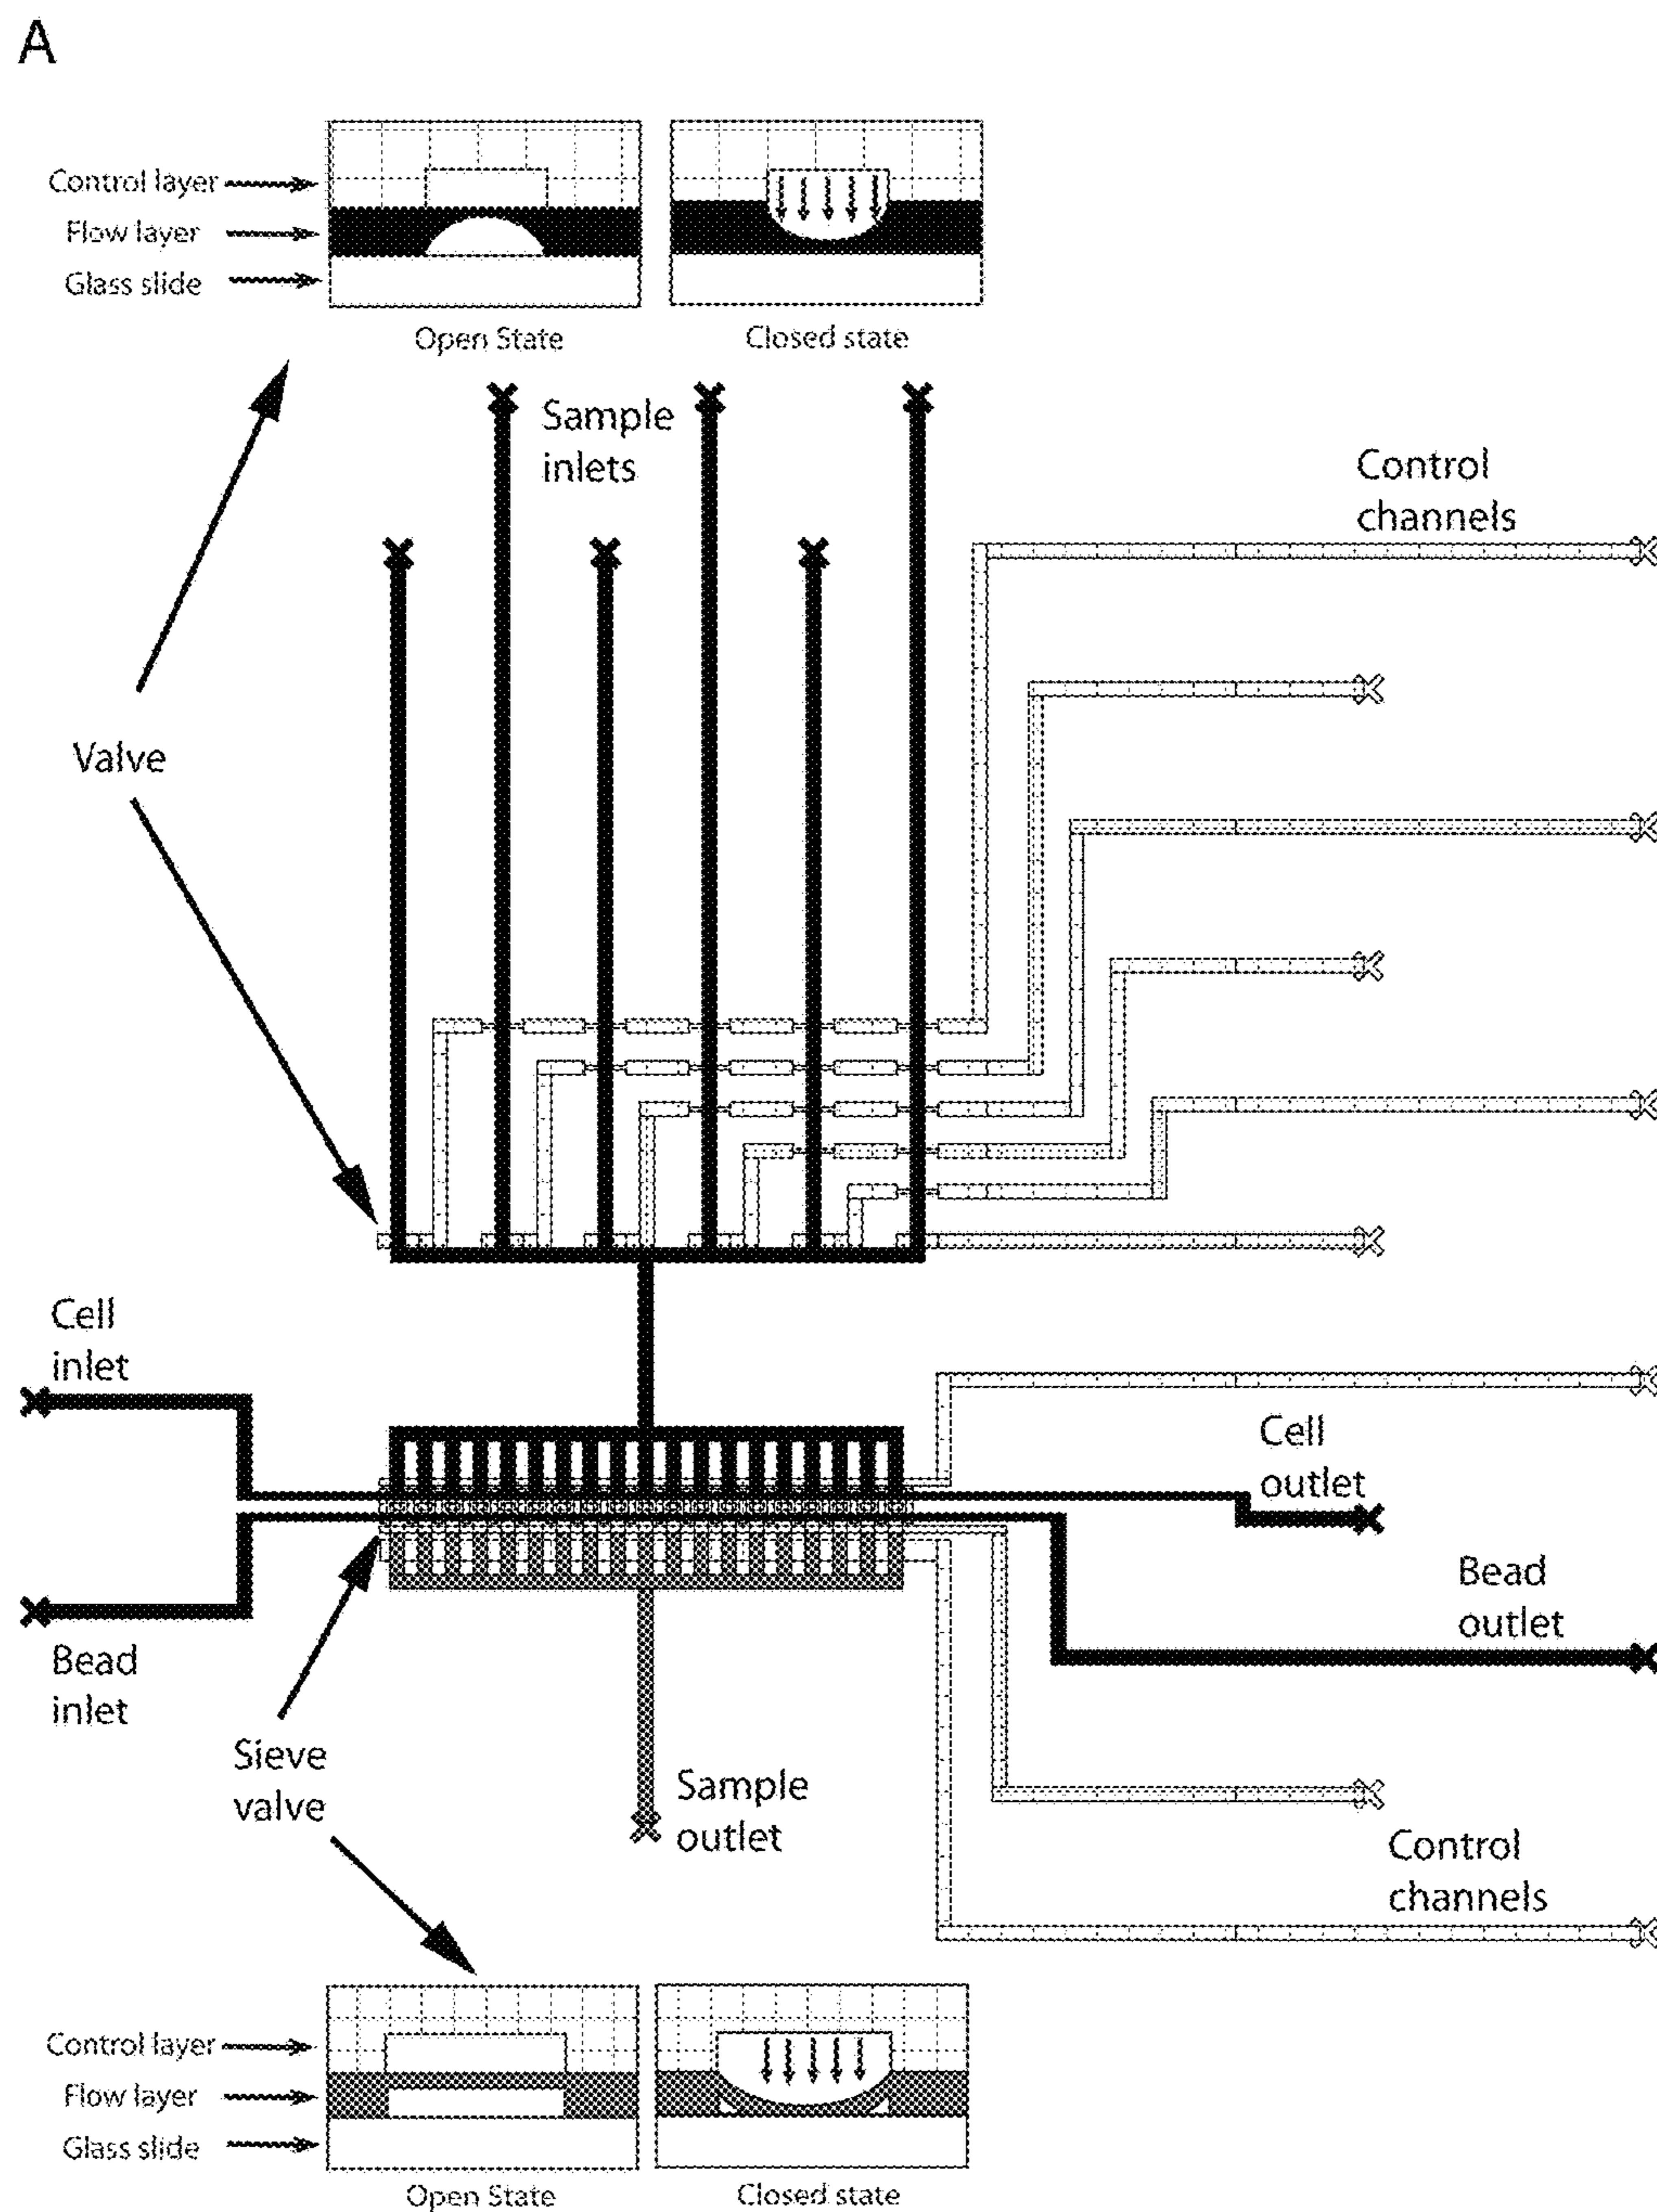 A
Control layer
Flow layer
Glass slide
Open State
Closed state
Sample
inlets
Control
channels
Valve
Cell
inlet
Cell
outlet
Bead
outlet
Bead
inlet
Sieve
valve
Sample
outlet
Control
channels
Control layer
Flow layer
Glass slide
Open State
Closed state